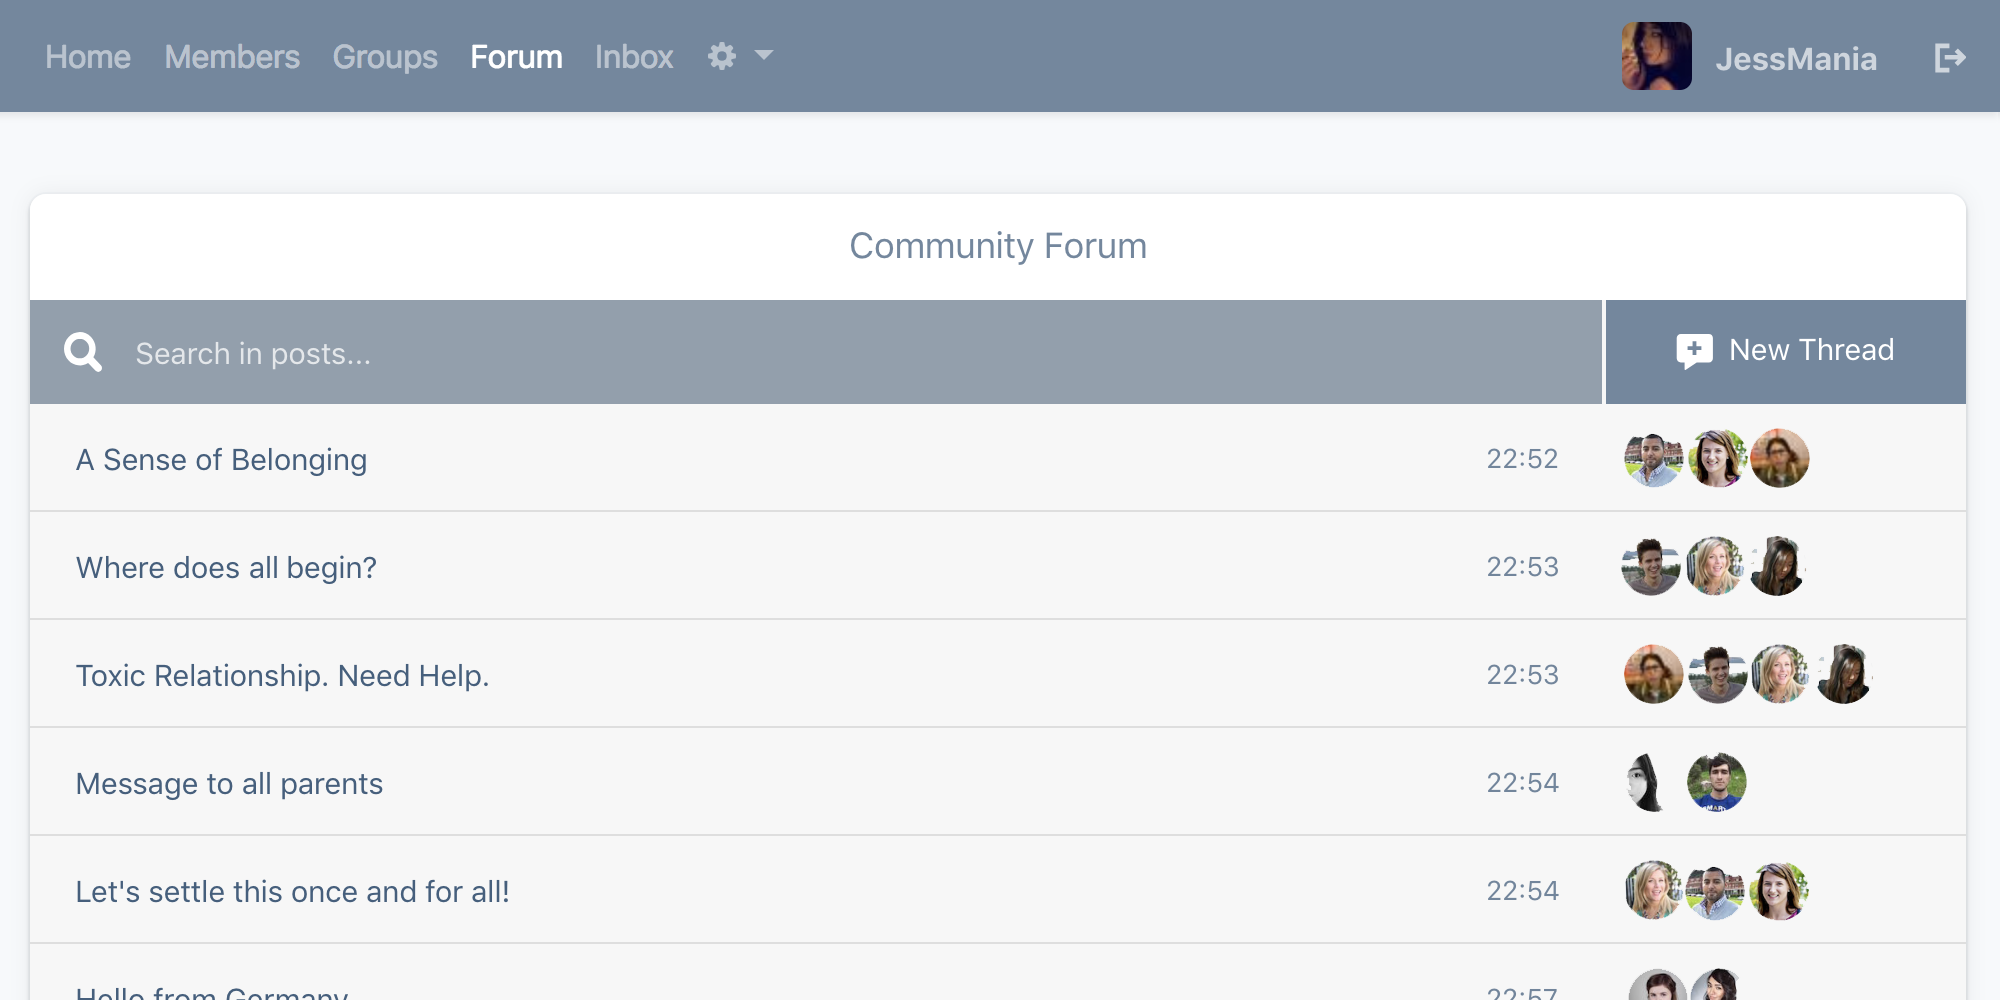 Home Members Groups Forum Inbox JessMania
Community Forum
Search in posts... New Thread
A Sense of Belonging 22:52
Where does all begin? 22:53
Toxic Relationship. Need Help. 22:53
Message to all parents 22:54
Let's settle this once and for all! 22:54
Hello from Germany 22:57